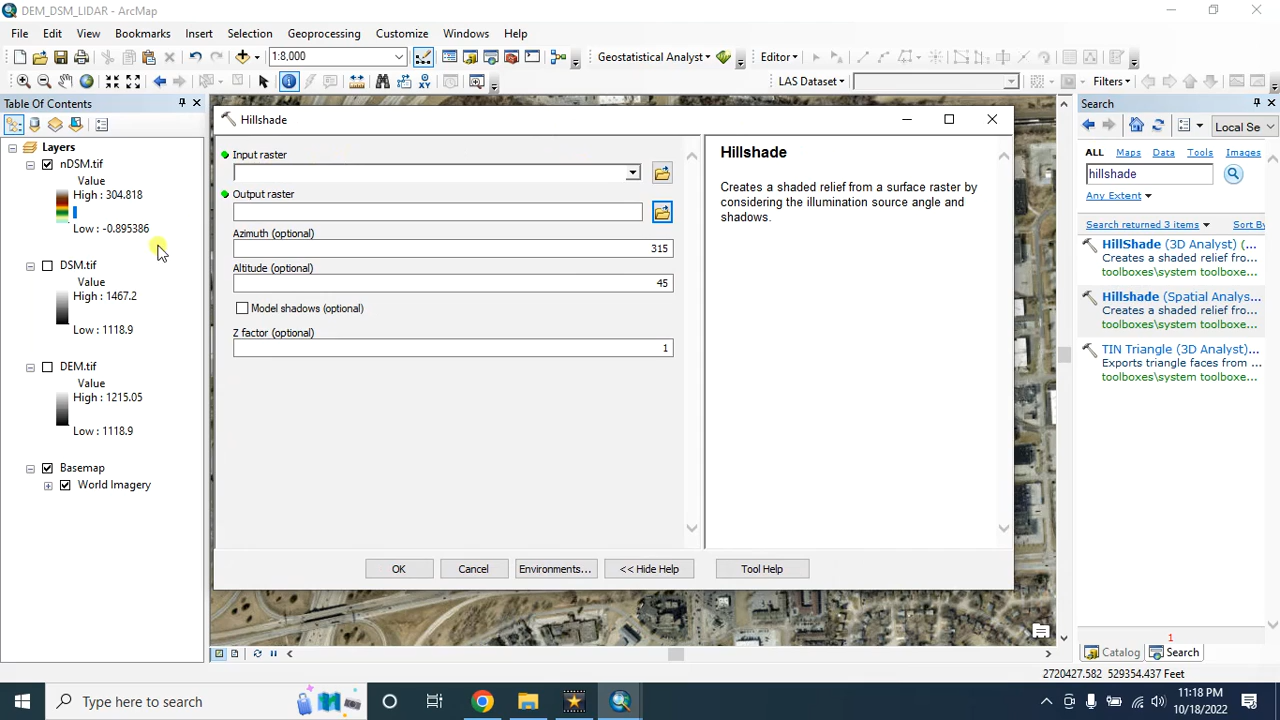 DEM_DSM_LIDAR - ArcMap
File Edit View Bookmarks Insert Selection Geoprocessing Customize Windows Help
1:8,000
Geostatistical Analyst
Editor
LAS Dataset
Filters
Table Of Contents
Layers
nDSM.tif
Value
High : 304.818
Low : -0.895386
DSM.tif
Value
High : 1467.2
Low : 1118.9
DEM.tif
Value
High : 1215.05
Low : 1118.9
Basemap
World Imagery
Hillshade
Input raster
Output raster
Azimuth (optional)
315
Altitude (optional)
45
Model shadows (optional)
Z factor (optional)
1
OK Cancel Environments... << Hide Help Tool Help
Hillshade
Creates a shaded relief from a surface raster by
considering the illumination source angle and
shadows.
Search
Local Se
ALL Maps Data Tools Images
hillshade
Any Extent
Search returned 3 items Sort By
HillShade (3D Analyst) (...
Creates a shaded relief fro...
toolboxes\system toolboxe...
Hillshade (Spatial Analys...
Creates a shaded relief fro...
toolboxes\system toolboxe...
TIN Triangle (3D Analyst)...
Exports triangle faces from ...
toolboxes\system toolboxe...
1
Catalog Search
2720427.582 529354.437 Feet
Type here to search
11:18 PM
10/18/2022